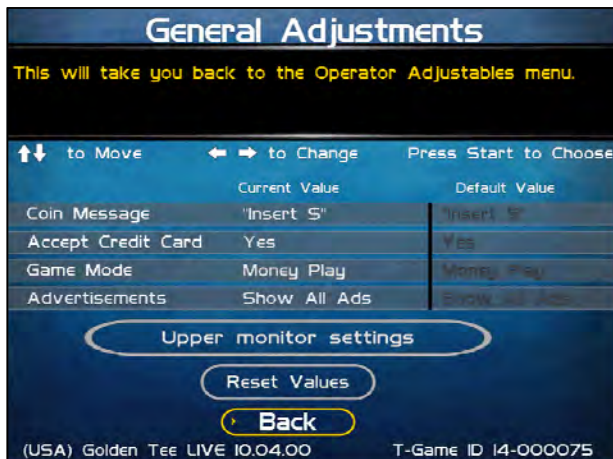 General Adjustments
This will take you back to the Operator Adjustables menu.
to Move to Change Press Start to Choose
Current Value Default Value
Coin Message "Insert $" "Insert $"
Accept Credit Card Yes Yes
Game Mode Money Play Money Play
Advertisements Show All Ads Show All Ads
Upper monitor settings
Reset Values
Back
(USA) Golden Tee LIVE 10.04.00 T-Game ID 14-000075